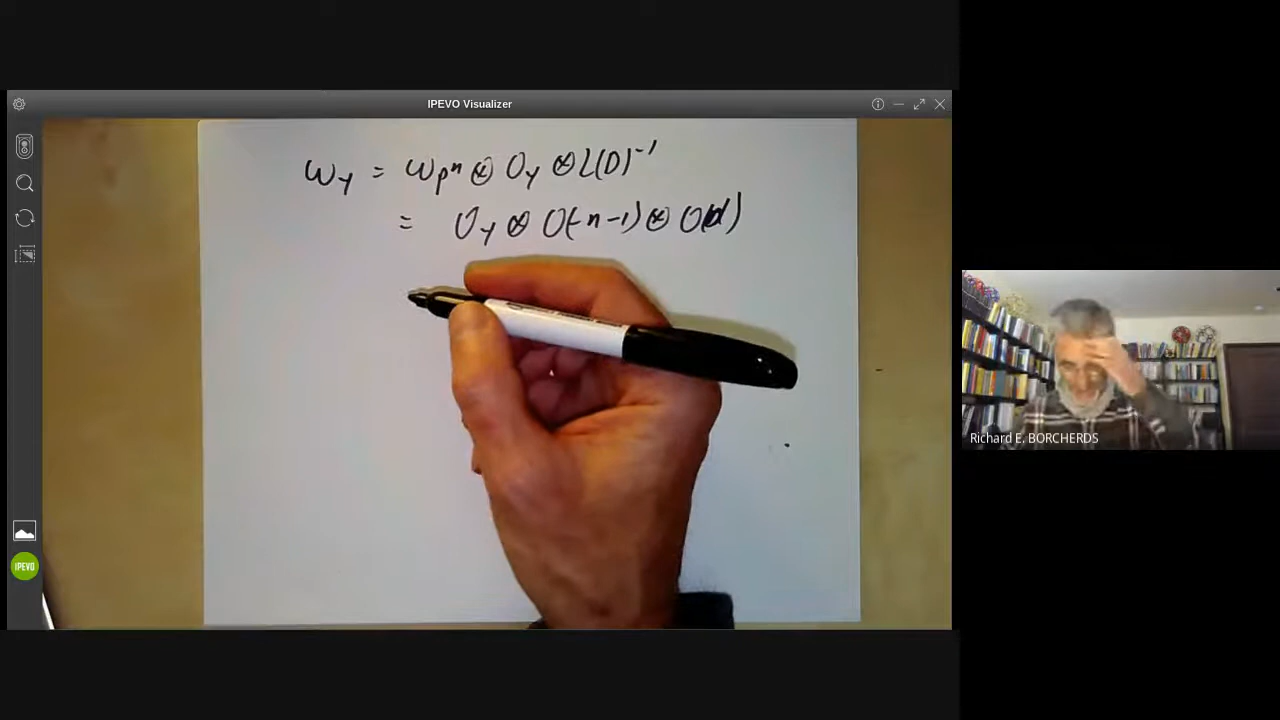 IPEVO Visualizer
ω_Y = ω_{P^n} ⊗ O_Y ⊗ L(D)^{-1}
= O_Y ⊗ O(-n-1) ⊗ O(d)
IPEVO
Richard E. BORCHERDS